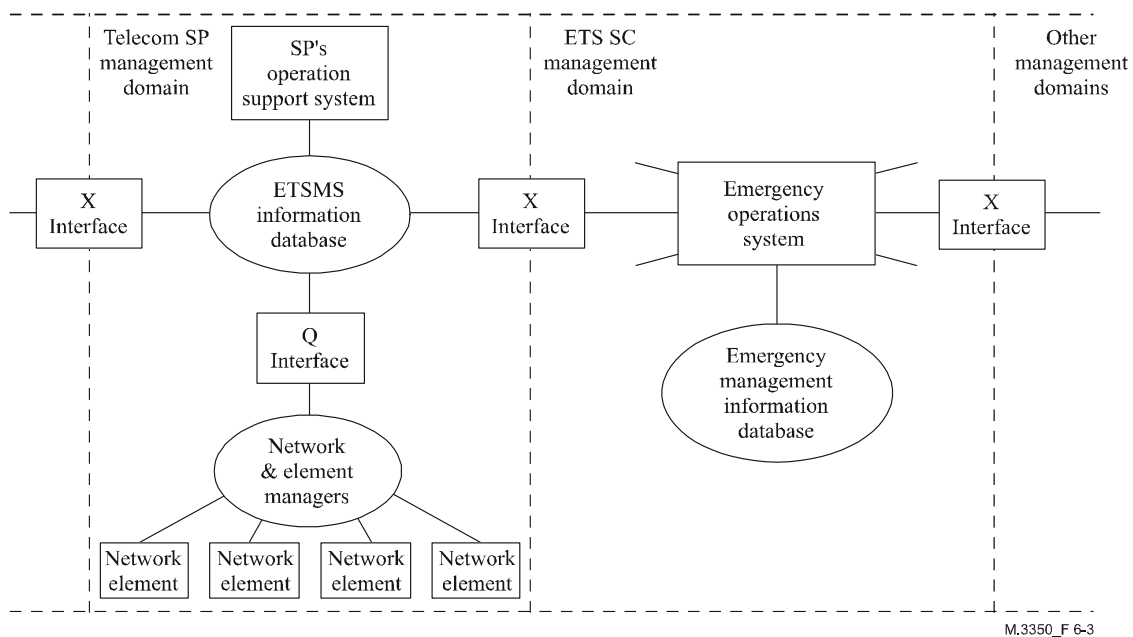 Telecom SP
management
domain
SP's
operation
support system
ETS SC
management
domain
Other
management
domains
X
Interface
ETSMS
information
database
X
Interface
Emergency
operations
system
X
Interface
Q
Interface
Emergency
management
information
database
Network
& element
managers
Network
element
Network
element
Network
element
Network
element
M.3350_F 6-3